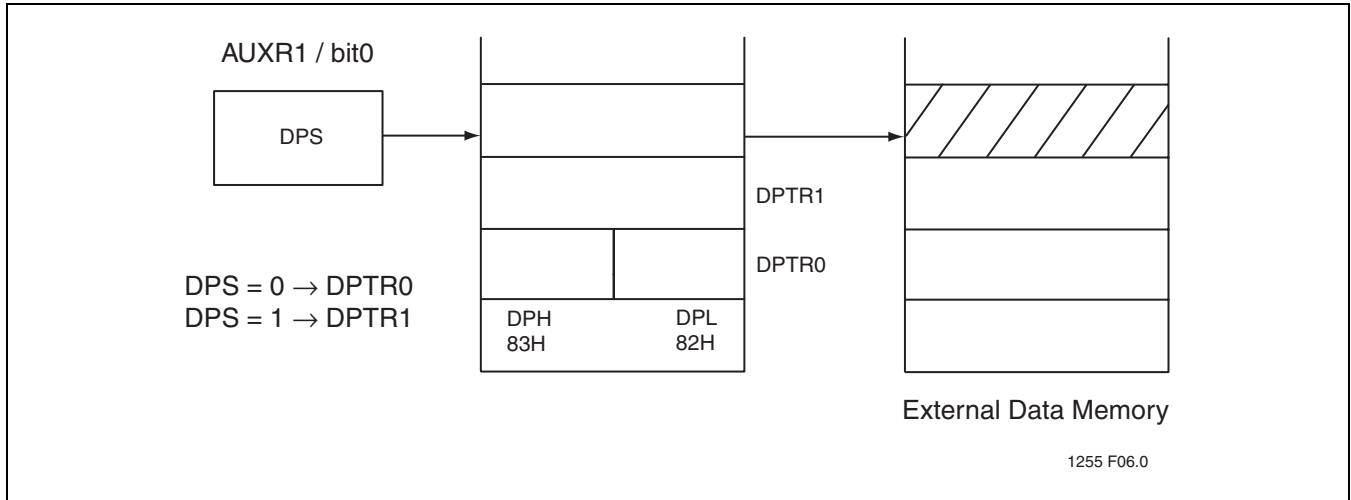 AUXR1 / bit0
DPS
DPTR1
DPTR0
DPS = 0 → DPTR0
DPS = 1 → DPTR1
DPH DPL
83H 82H
External Data Memory
1255 F06.0